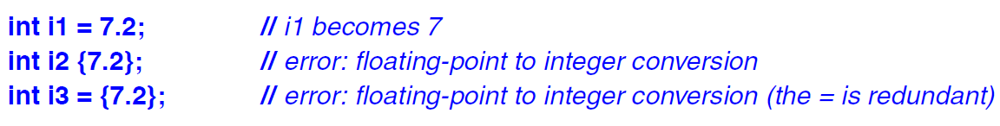 int i1 = 7.2; // i1 becomes 7
int i2 {7.2}; // error: floating-point to integer conversion
int i3 = {7.2}; // error: floating-point to integer conversion (the = is redundant)